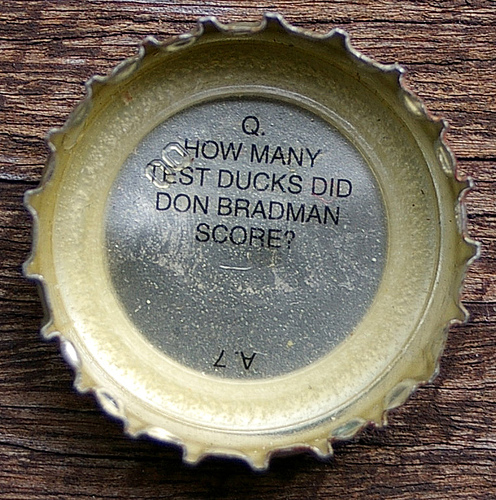 Q.
HOW MANY
TEST DUCKS DID
DON BRADMAN
SCORE?
A.7